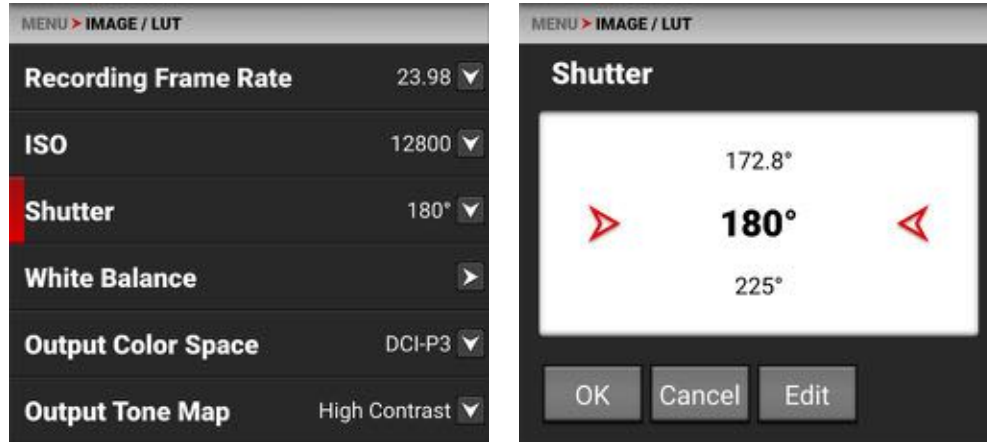 MENU > IMAGE / LUT
Recording Frame Rate 23.98
ISO 12800
Shutter 180°
White Balance
Output Color Space DCI-P3
Output Tone Map High Contrast
MENU > IMAGE / LUT
Shutter
172.8°
180°
225°
OK Cancel Edit